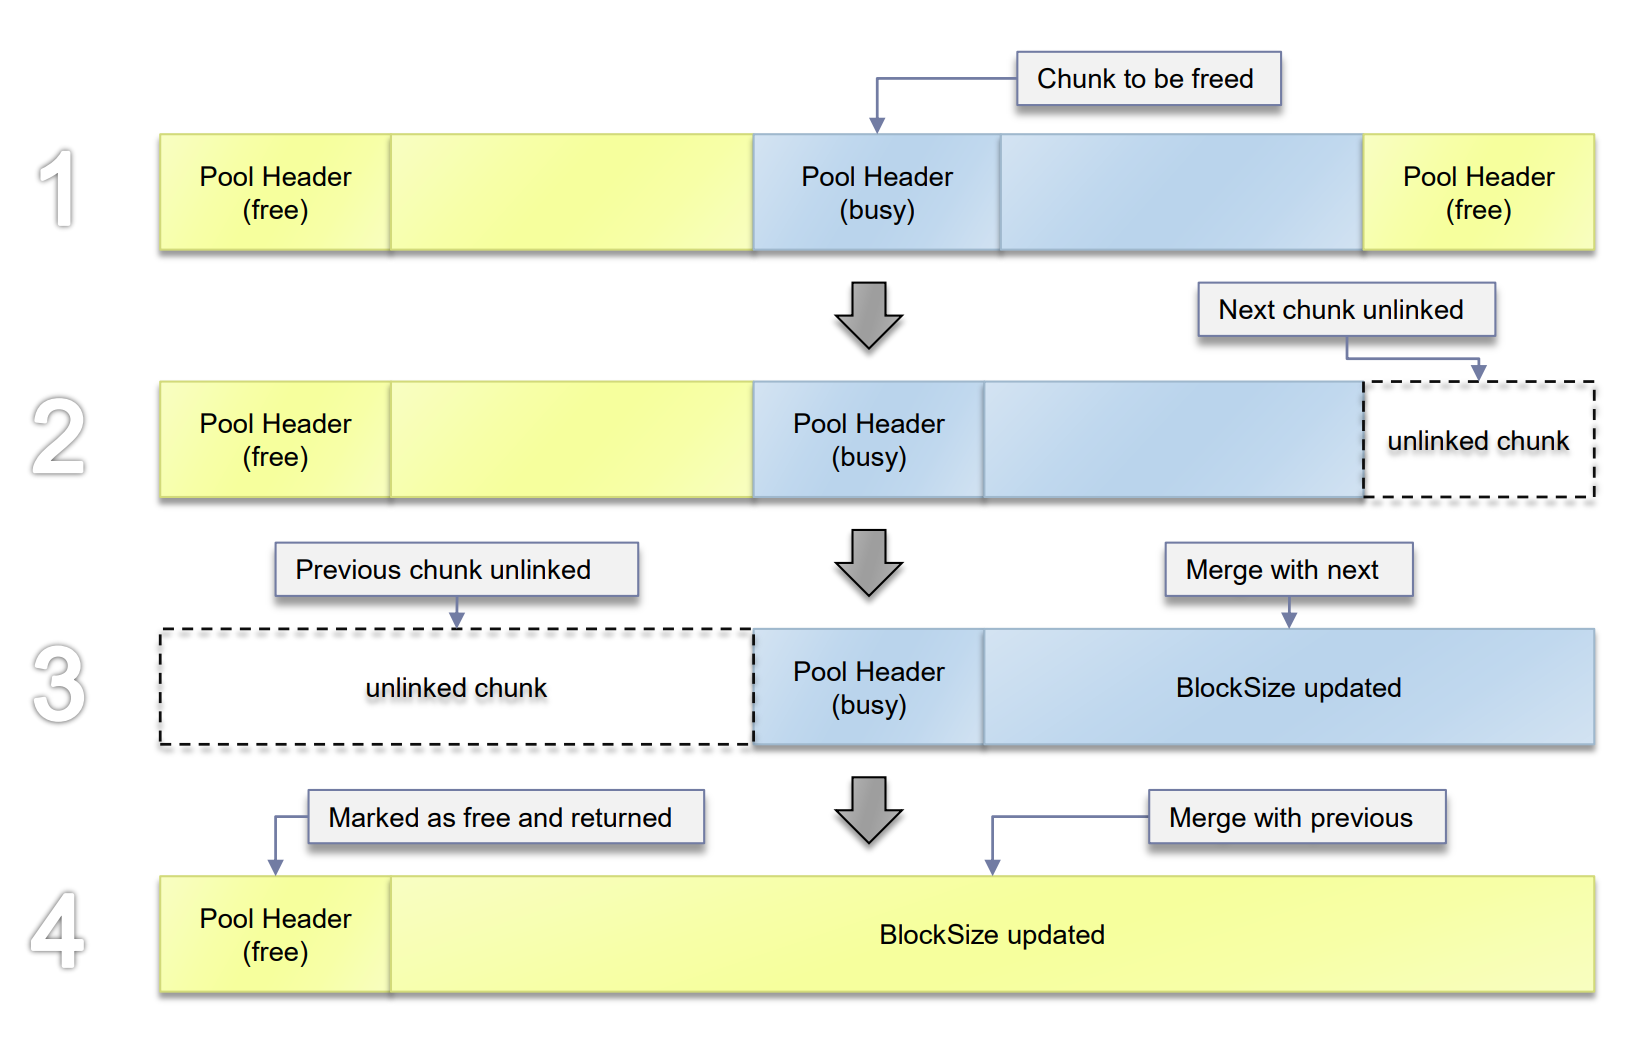 Chunk to be freed
1
Pool Header
(free)
Pool Header
(busy)
Pool Header
(free)
Next chunk unlinked
2
Pool Header
(free)
Pool Header
(busy)
unlinked chunk
Previous chunk unlinked
Merge with next
3
unlinked chunk
Pool Header
(busy)
BlockSize updated
Marked as free and returned
Merge with previous
4
Pool Header
(free)
BlockSize updated